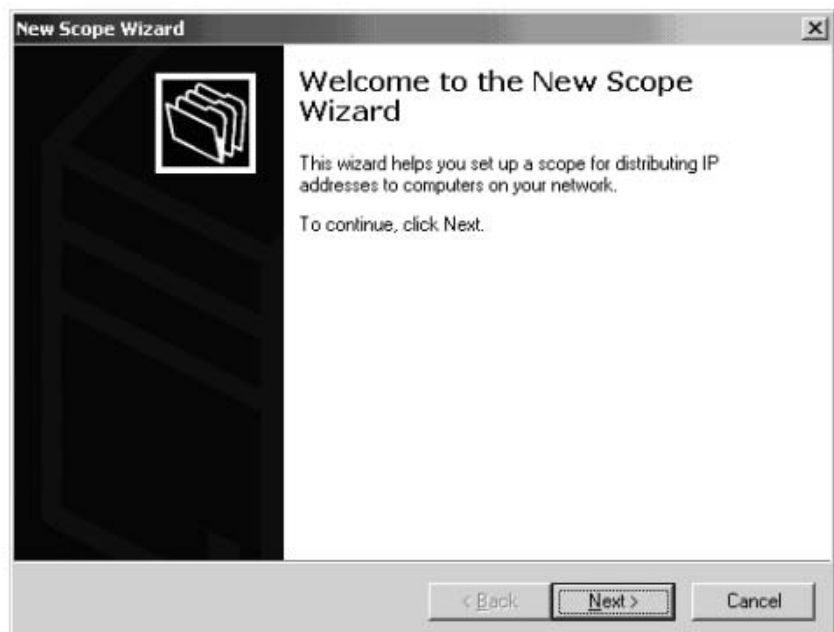 New Scope Wizard
Welcome to the New Scope
Wizard
This wizard helps you set up a scope for distributing IP
addresses to computers on your network.
To continue, click Next.
< Back
Next >
Cancel